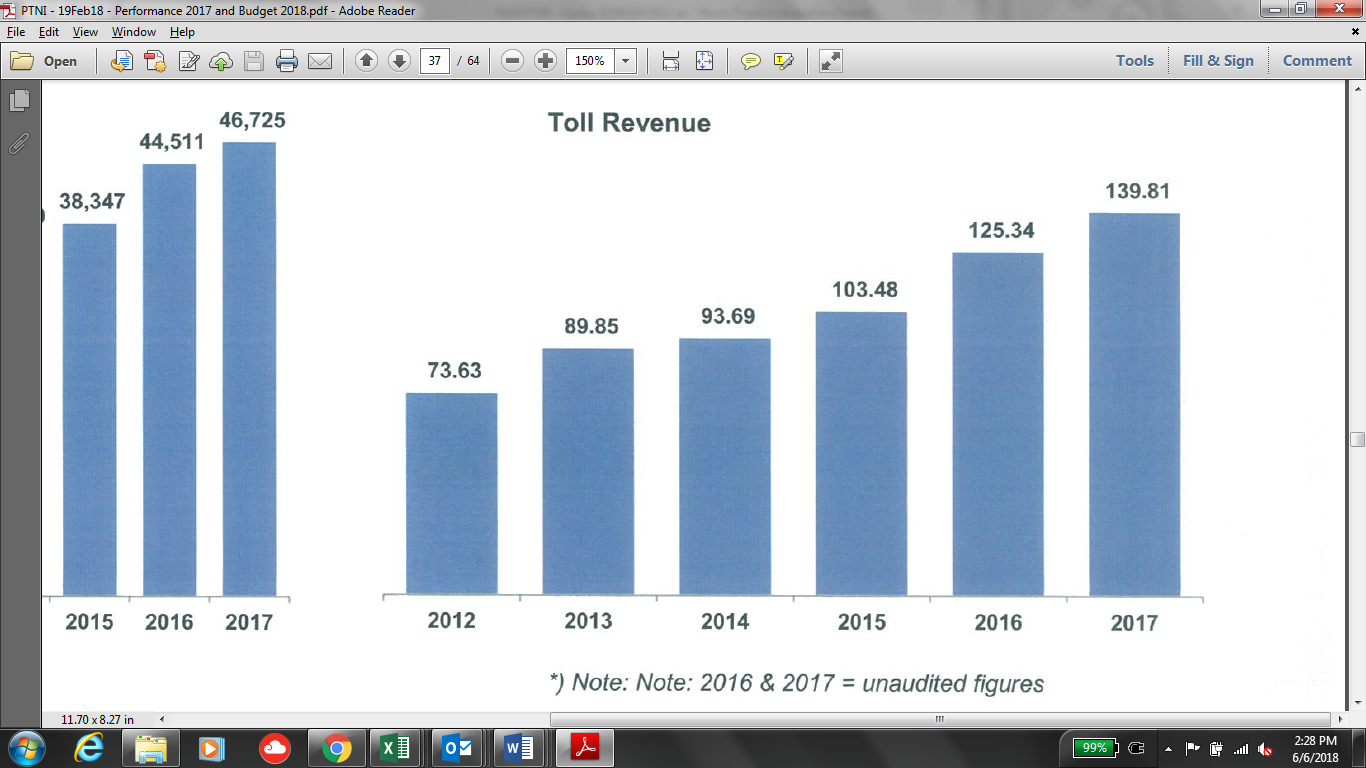 PTNI - 19Feb18 - Performance 2017 and Budget 2018.pdf - Adobe Reader
File Edit View Window Help
Open 37 / 64 150% Tools Fill & Sign Comment
46,725
44,511
38,347
2015 2016 2017
Toll Revenue
139.81
125.34
103.48
93.69
89.85
73.63
2012 2013 2014 2015 2016 2017
*) Note: Note: 2016 & 2017 = unaudited figures
11.70 x 8.27 in
99%
2:28 PM
6/6/2018